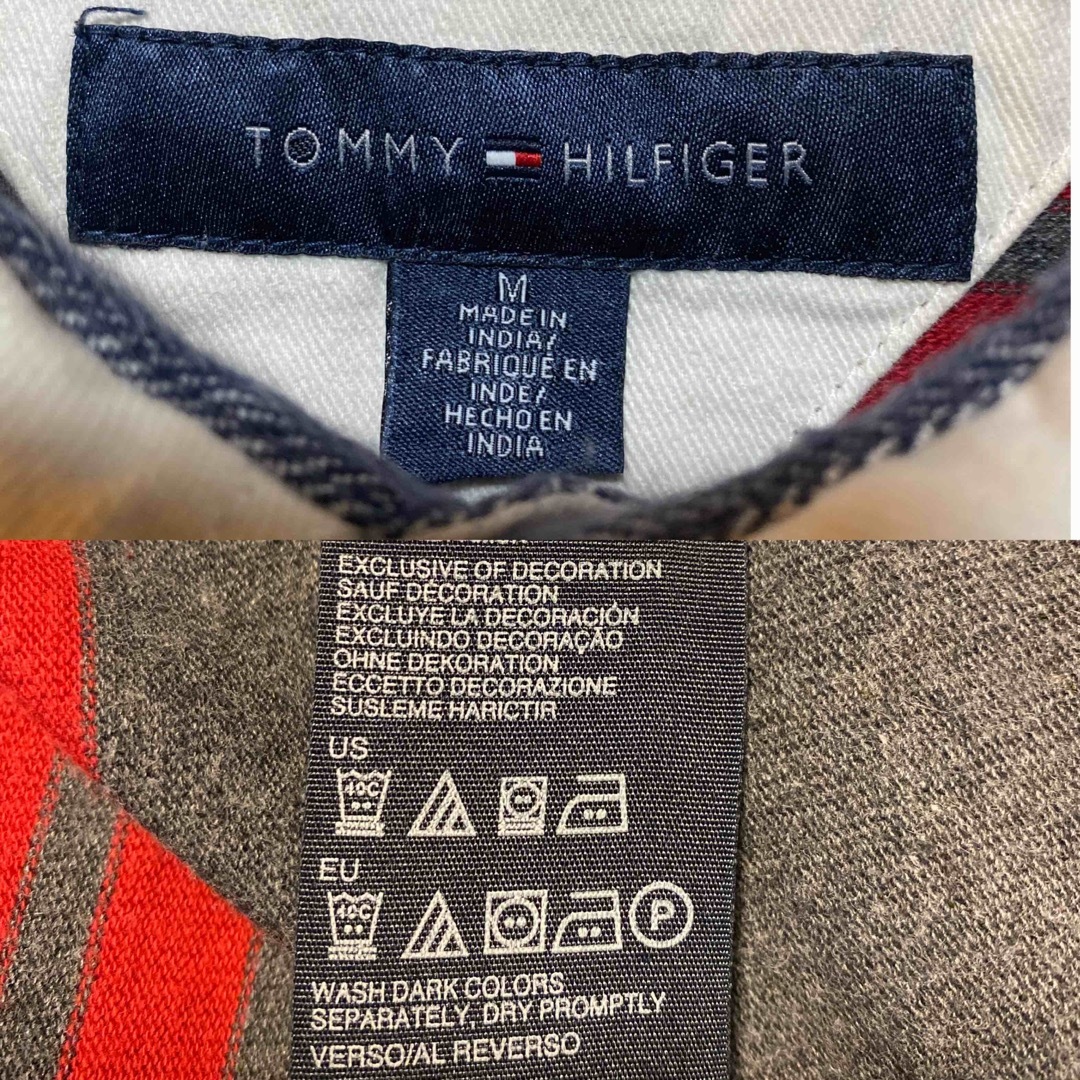 TOMMY HILFIGER
M
MADE IN
INDIA/
FABRIQUE EN
INDE/
HECHO EN
INDIA
EXCLUSIVE OF DECORATION
SAUF DÉCORATION
EXCLUYE LA DECORACIÓN
EXCLUINDO DECORAÇÃO
OHNE DEKORATION
ECCETTO DECORAZIONE
SUSLEME HARICTIR
US
40C
EU
40C P
WASH DARK COLORS
SEPARATELY, DRY PROMPTLY
VERSO/AL REVERSO